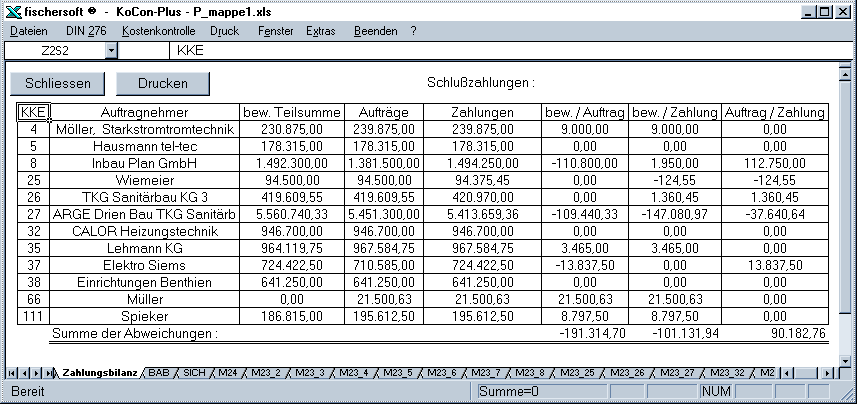 fischersoft ® - KoCon-Plus - P_mappe1.xls
Dateien DIN 276 Kostenkontrolle Druck Fenster Extras Beenden ?
Z2S2 KKE
Schliessen Drucken Schlußzahlungen :
KKE Auftragnehmer bew. Teilsumme Aufträge Zahlungen bew. / Auftrag bew. / Zahlung Auftrag / Zahlung
4 Möller, Starkstromtromtechnik 230.875,00 239.875,00 239.875,00 9.000,00 9.000,00 0,00
5 Hausmann tel-tec 178.315,00 178.315,00 178.315,00 0,00 0,00 0,00
8 Inbau Plan GmbH 1.492.300,00 1.381.500,00 1.494.250,00 -110.800,00 1.950,00 112.750,00
25 Wiemeier 94.500,00 94.500,00 94.375,45 0,00 -124,55 -124,55
26 TKG Sanitärbau KG 3 419.609,55 419.609,55 420.970,00 0,00 1.360,45 1.360,45
27 ARGE Drien Bau TKG Sanitärb 5.560.740,33 5.451.300,00 5.413.659,36 -109.440,33 -147.080,97 -37.640,64
32 CALOR Heizungstechnik 946.700,00 946.700,00 946.700,00 0,00 0,00 0,00
35 Lehmann KG 964.119,75 967.584,75 967.584,75 3.465,00 3.465,00 0,00
37 Elektro Siems 724.422,50 710.585,00 724.422,50 -13.837,50 0,00 13.837,50
38 Einrichtungen Benthien 641.250,00 641.250,00 641.250,00 0,00 0,00 0,00
66 Müller 0,00 21.500,63 21.500,63 21.500,63 21.500,63 0,00
111 Spieker 186.815,00 195.612,50 195.612,50 8.797,50 8.797,50 0,00
Summe der Abweichungen : -191.314,70 -101.131,94 90.182,76
Zahlungsbilanz BAB SICH M24 M23_2 M23_3 M23_4 M23_5 M23_6 M23_7 M23_8 M23_25 M23_26 M23_27 M23_32 M2
Bereit Summe=0 NUM